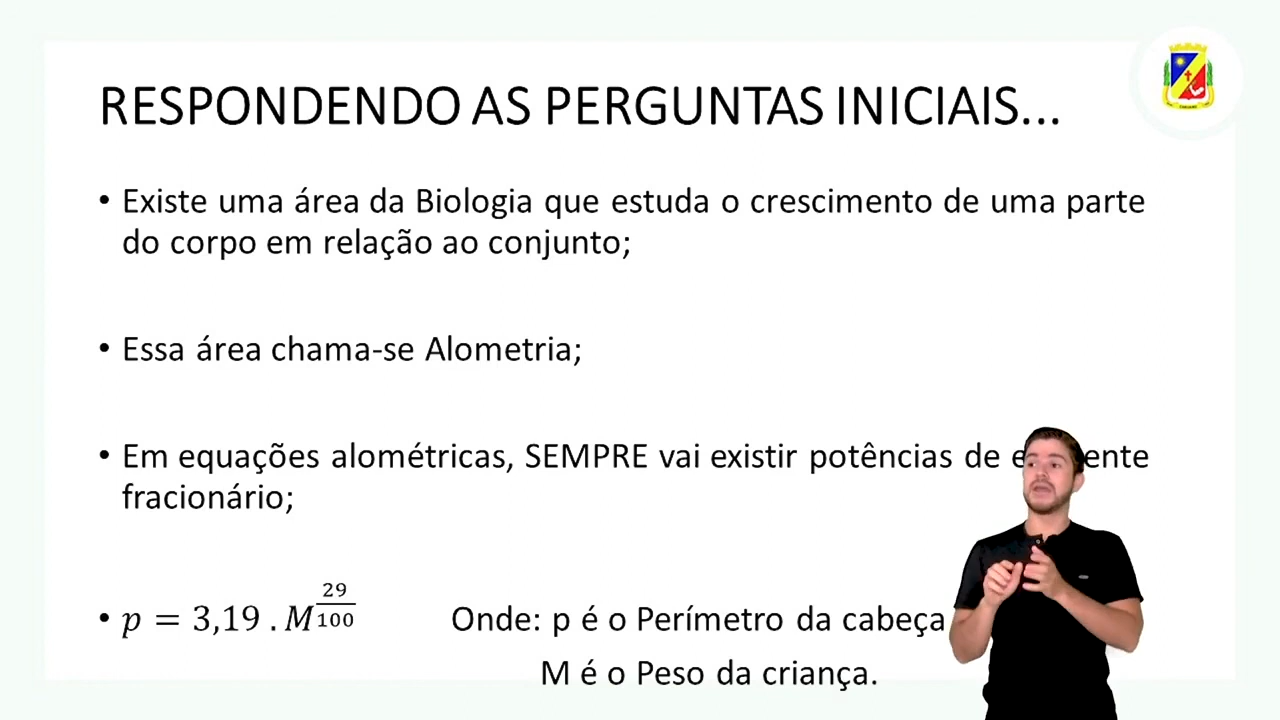 RESPONDENDO AS PERGUNTAS INICIAIS...
• Existe uma área da Biologia que estuda o crescimento de uma parte
do corpo em relação ao conjunto;
• Essa área chama-se Alometria;
• Em equações alométricas, SEMPRE vai existir potências de
fracionário;
• p = 3,19 . M^(29/100) Onde: p é o Perímetro da cabeça
M é o Peso da criança.